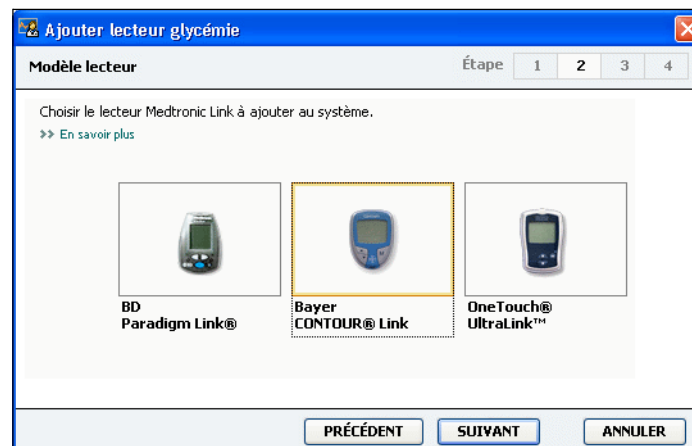 Ajouter lecteur glycémie
Modèle lecteur
Étape 1 2 3 4
Choisir le lecteur Medtronic Link à ajouter au système.
>> En savoir plus
BD
Paradigm Link®
Bayer
CONTOUR® Link
OneTouch®
UltraLink™
PRÉCÉDENT
SUIVANT
ANNULER